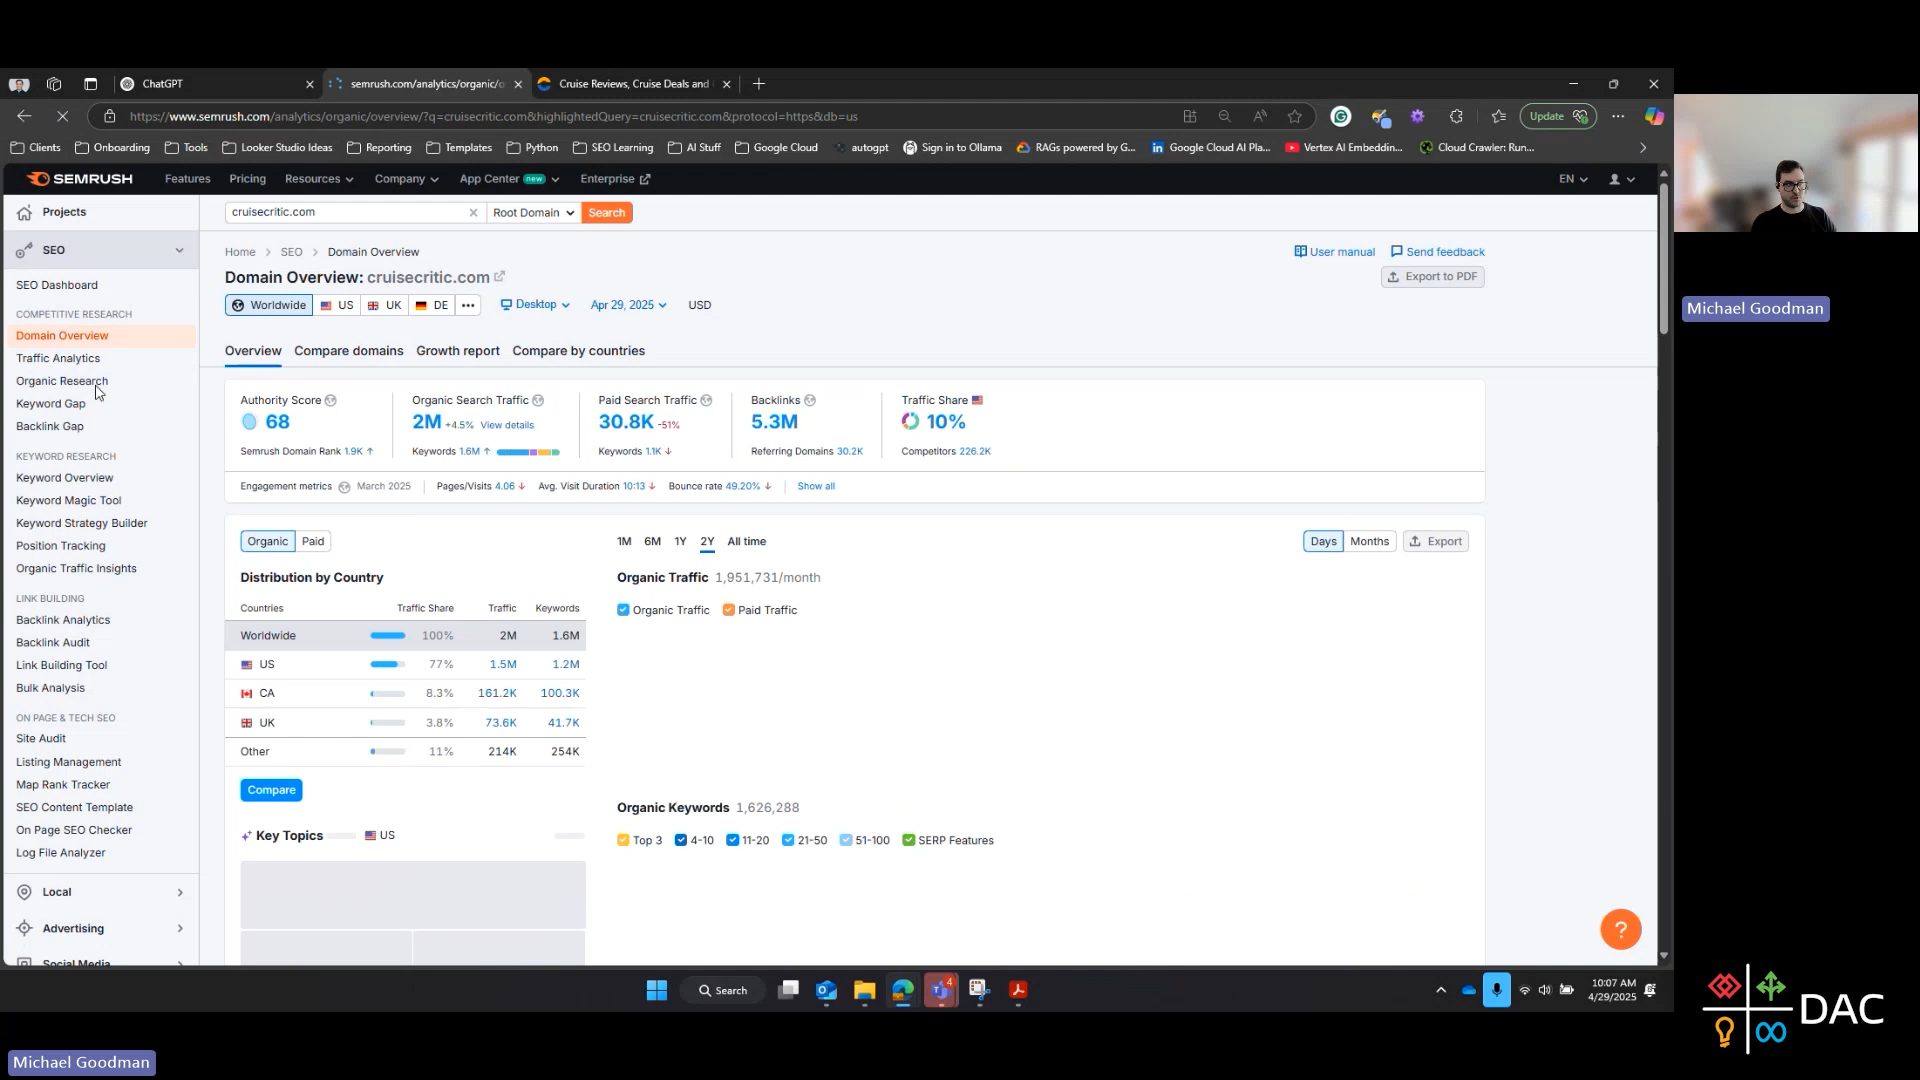 ChatGPT
semrush.com/analytics/organic/o
Cruise Reviews, Cruise Deals and
https://www.semrush.com/analytics/organic/overview/?q=cruisecritic.com&highlightedQuery=cruisecritic.com&protocol=https&db=us
Update
Clients Onboarding Tools Looker Studio Ideas Reporting Templates Python SEO Learning AI Stuff Google Cloud autogpt Sign in to Ollama RAGs powered by G... Google Cloud AI Pla... Vertex AI Embeddin... Cloud Crawler: Run...
SEMRUSH Features Pricing Resources Company App Center new Enterprise EN
Projects
SEO
SEO Dashboard
COMPETITIVE RESEARCH
Domain Overview
Traffic Analytics
Organic Research
Keyword Gap
Backlink Gap
KEYWORD RESEARCH
Keyword Overview
Keyword Magic Tool
Keyword Strategy Builder
Position Tracking
Organic Traffic Insights
LINK BUILDING
Backlink Analytics
Backlink Audit
Link Building Tool
Bulk Analysis
ON PAGE & TECH SEO
Site Audit
Listing Management
Map Rank Tracker
SEO Content Template
On Page SEO Checker
Log File Analyzer
Local
Advertising
Social Media
cruisecritic.com Root Domain Search
Home > SEO > Domain Overview
User manual Send feedback
Domain Overview: cruisecritic.com
Export to PDF
Worldwide US UK DE ••• Desktop Apr 29, 2025 USD
Overview Compare domains Growth report Compare by countries
Authority Score
68
Semrush Domain Rank 1.9K ↑
Organic Search Traffic
2M +4.5% View details
Keywords 1.6M ↑
Paid Search Traffic
30.8K -51%
Keywords 1.1K ↓
Backlinks
5.3M
Referring Domains 30.2K
Traffic Share
10%
Competitors 226.2K
Engagement metrics March 2025 Pages/Visits 4.06 ↓ Avg. Visit Duration 10:13 ↓ Bounce rate 49.20% ↓ Show all
Organic Paid
Distribution by Country
Countries Traffic Share Traffic Keywords
Worldwide 100% 2M 1.6M
US 77% 1.5M 1.2M
CA 8.3% 161.2K 100.3K
UK 3.8% 73.6K 41.7K
Other 11% 214K 254K
Compare
Key Topics US
1M 6M 1Y 2Y All time
Days Months Export
Organic Traffic 1,951,731/month
Organic Traffic Paid Traffic
Organic Keywords 1,626,288
Top 3 4-10 11-20 21-50 51-100 SERP Features
?
Search
4
10:07 AM
4/29/2025
Michael Goodman
DAC
Michael Goodman